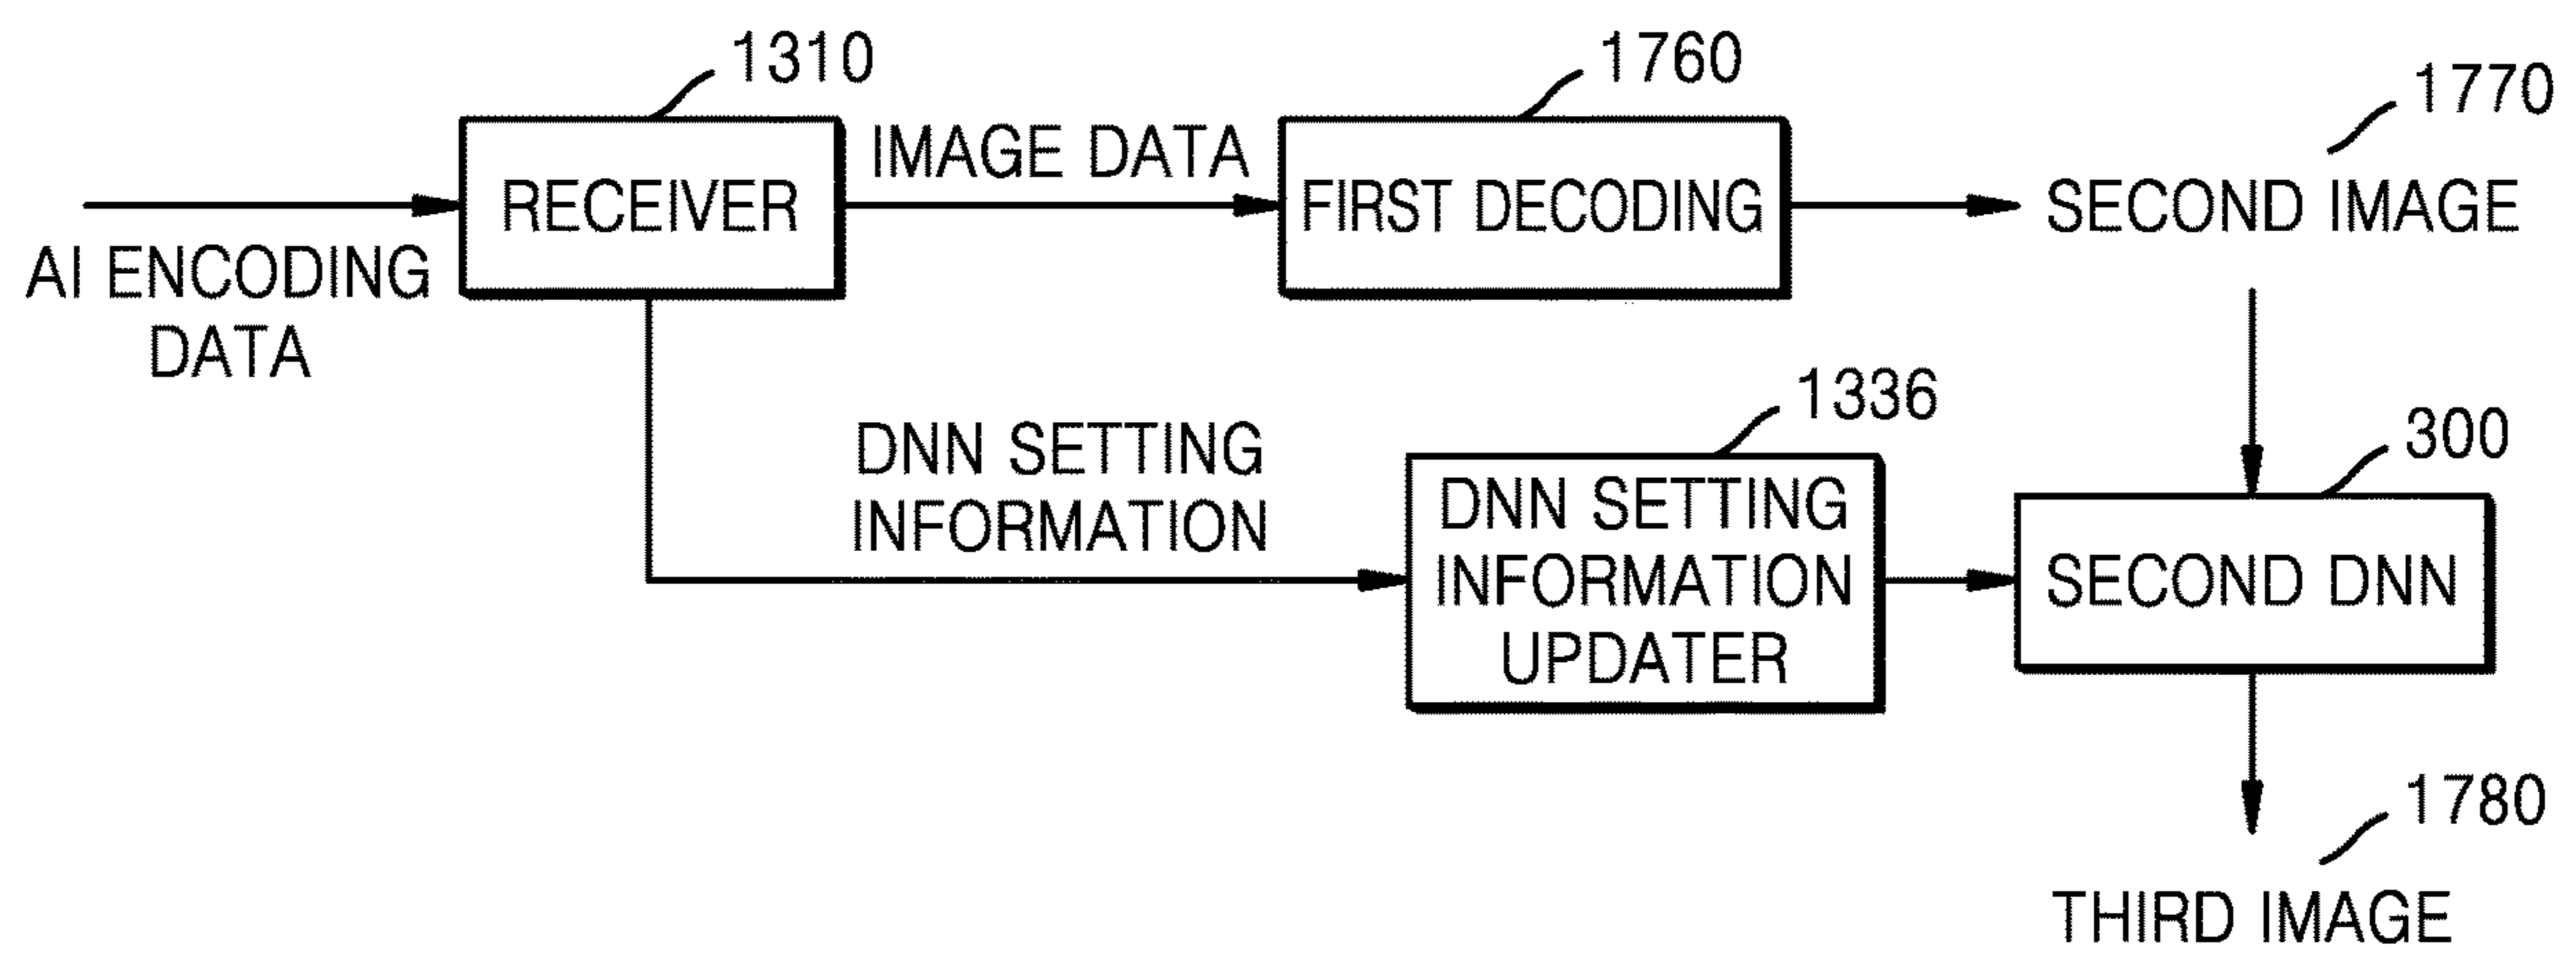 1310
1760
1770
IMAGE DATA
RECEIVER
FIRST DECODING
SECOND IMAGE
AI ENCODING
DATA
1336
300
DNN SETTING
INFORMATION
DNN SETTING
INFORMATION
UPDATER
SECOND DNN
1780
THIRD IMAGE